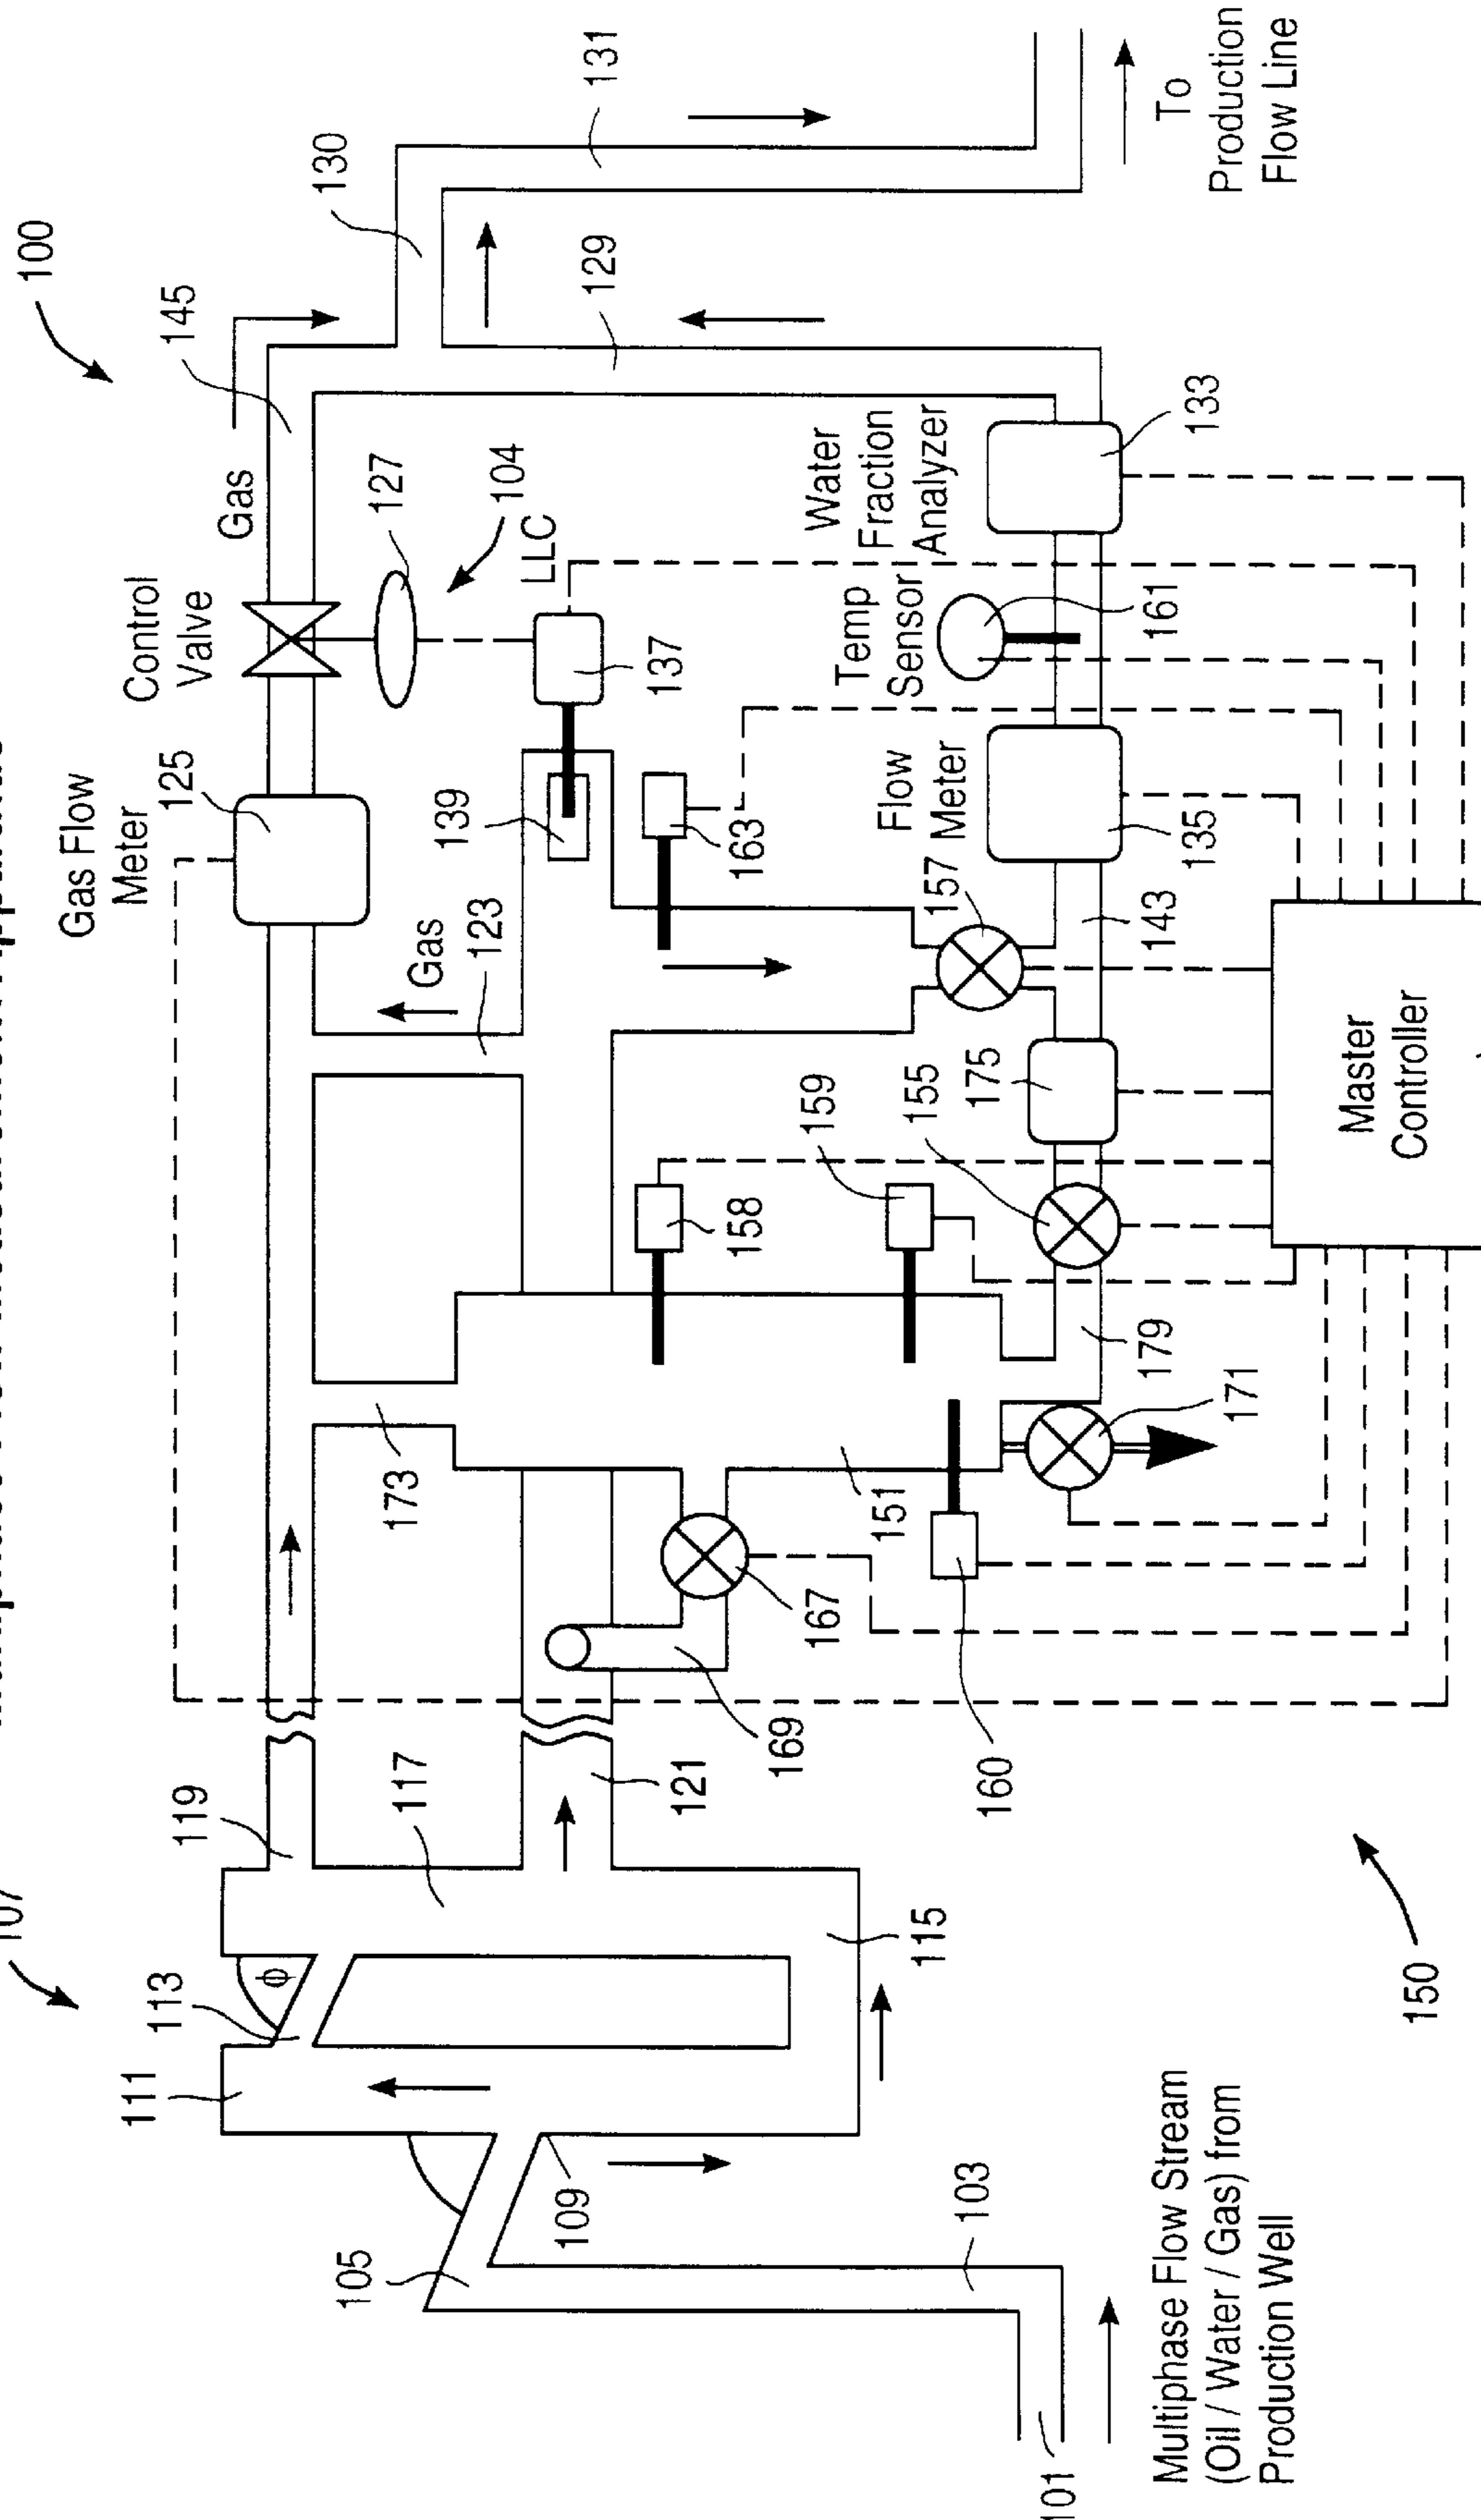 107
100
Gas Flow
Meter
125
Control
Valve
Gas
145
130
131
119
113
ϕ
111
117
173
Gas
123
139
127
104
LLC
137
129
105
109
121
169
167
158
163
Temp
Sensor
Water
Fraction
Analyzer
151
159
155
175
157
Flow
Meter
135
161
133
143
115
160
171
179
103
101
Multiphase Flow Stream
(Oil / Water / Gas) from
Production Well
150
Master
Controller
To
Production
Flow Line